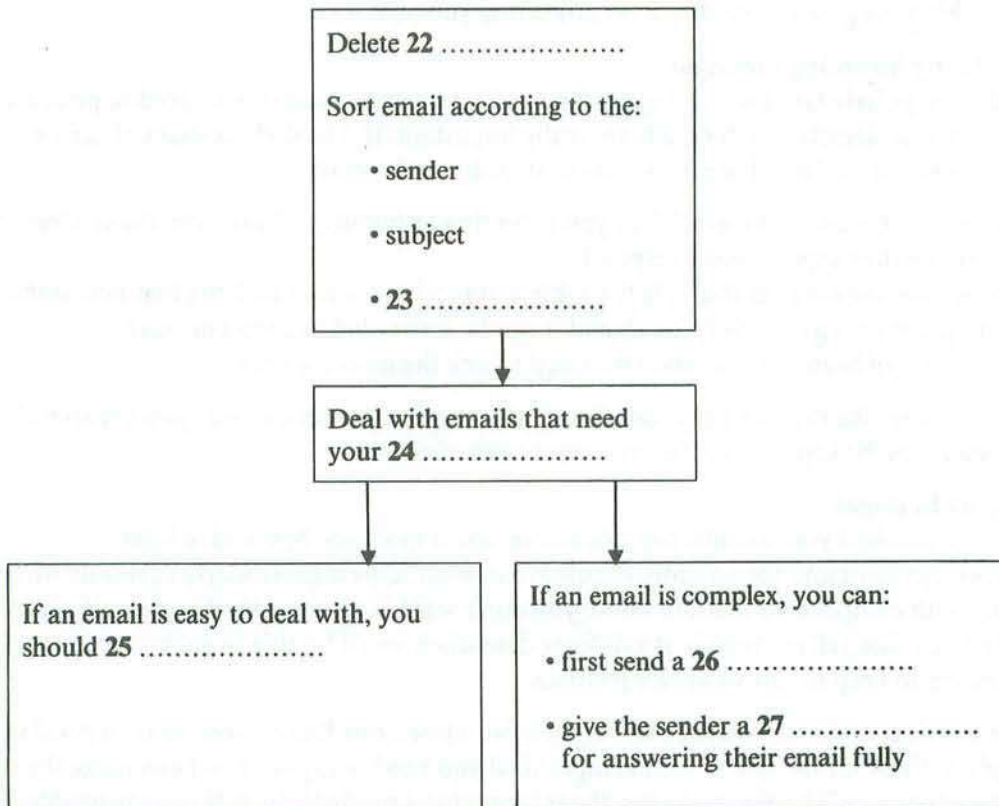 Delete 22 ........................
Sort email according to the:
• sender
• subject
• 23 ........................
Deal with emails that need
your 24 ........................
If an email is easy to deal with, you
should 25 ........................
If an email is complex, you can:
• first send a 26 ........................
• give the sender a 27 ........................
for answering their email fully